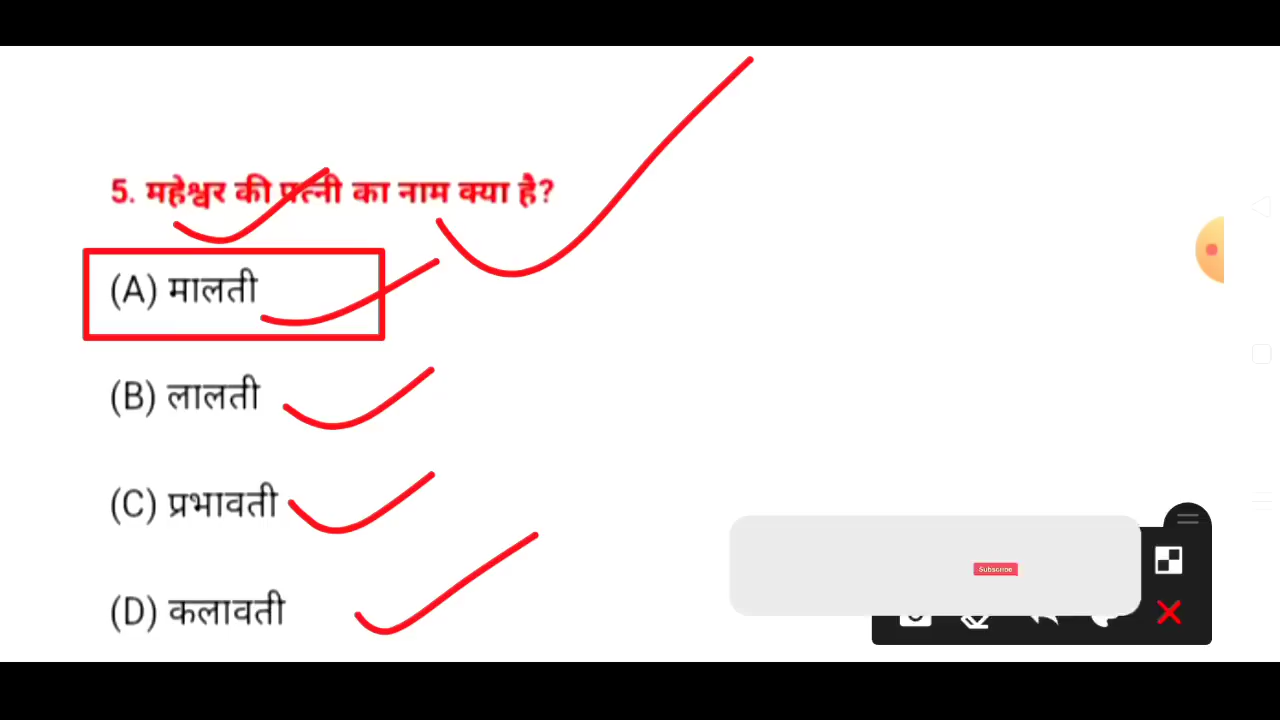 5. महेश्वर की पत्नी का नाम क्या है?
(A) मालती
(B) लालती
(C) प्रभावती
(D) कलावती
Subscribe